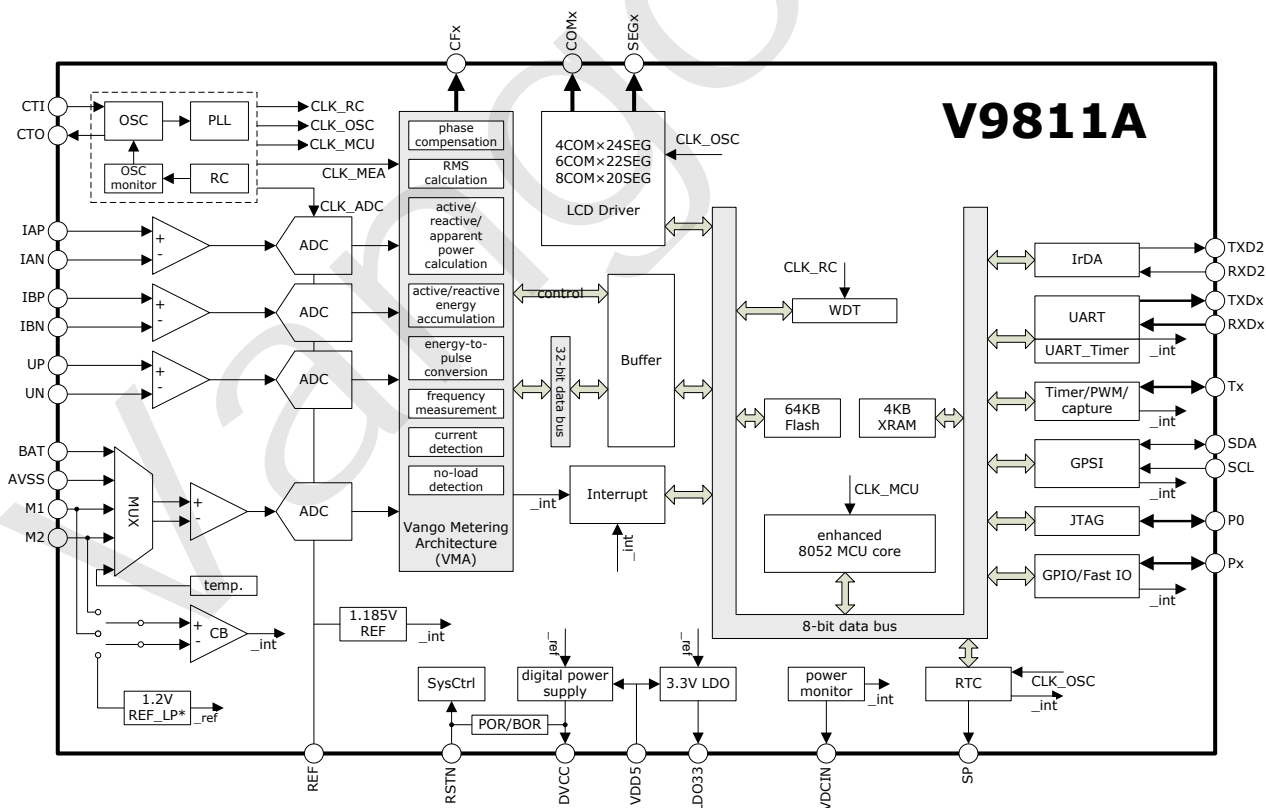 CFx
COMx
SEGx
V9811A
CTI
CTO
OSC
PLL
OSC
monitor
RC
CLK_RC
CLK_OSC
CLK_MCU
CLK_MEA
CLK_ADC
phase
compensation
RMS
calculation
active/
reactive/
apparent
power
calculation
active/reactive
energy
accumulation
energy-to-
pulse
conversion
frequency
measurement
current
detection
no-load
detection
Vango Metering
Architecture
(VMA)
4COM×24SEG
6COM×22SEG
8COM×20SEG
LCD Driver
CLK_OSC
IAP
IAN
+
-
ADC
IBP
IBN
+
-
ADC
UP
UN
+
-
ADC
BAT
AVSS
M1
M2
MUX
+
-
ADC
temp.
+
-
CB
_int
1.2V
REF_LP*
_ref
1.185V
REF
_int
control
32-bit data bus
Buffer
_int
Interrupt
_int
CLK_RC
WDT
64KB
Flash
4KB
XRAM
CLK_MCU
enhanced
8052 MCU core
8-bit data bus
IrDA
TXD2
RXD2
UART
UART_Timer
TXDx
RXDx
_int
Timer/PWM/
capture
Tx
_int
GPSI
SDA
SCL
_int
JTAG
P0
GPIO/Fast IO
Px
_int
SysCtrl
POR/BOR
_ref
digital power
supply
_ref
3.3V LDO
power
monitor
_int
RTC
CLK_OSC
_int
REF
RSTN
DVCC
VDD5
LDO33
VDCIN
SP
Vango